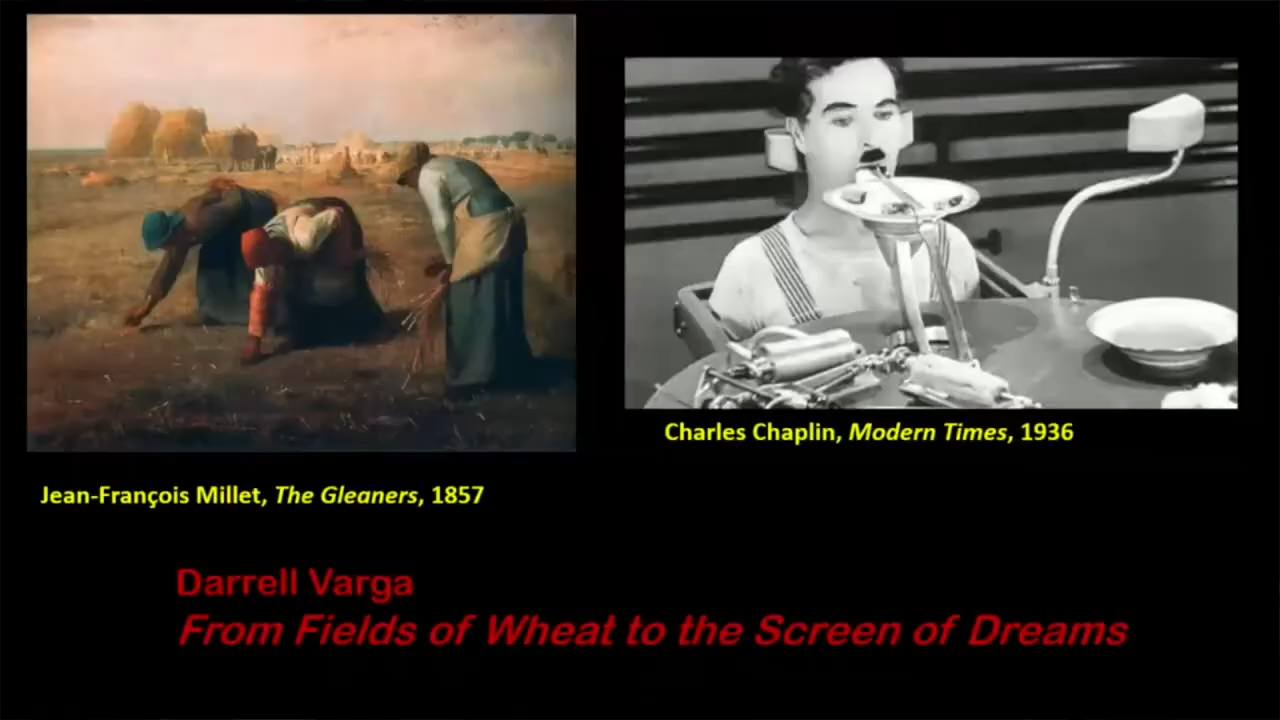 Charles Chaplin, Modern Times, 1936
Jean-François Millet, The Gleaners, 1857
Darrell Varga
From Fields of Wheat to the Screen of Dreams